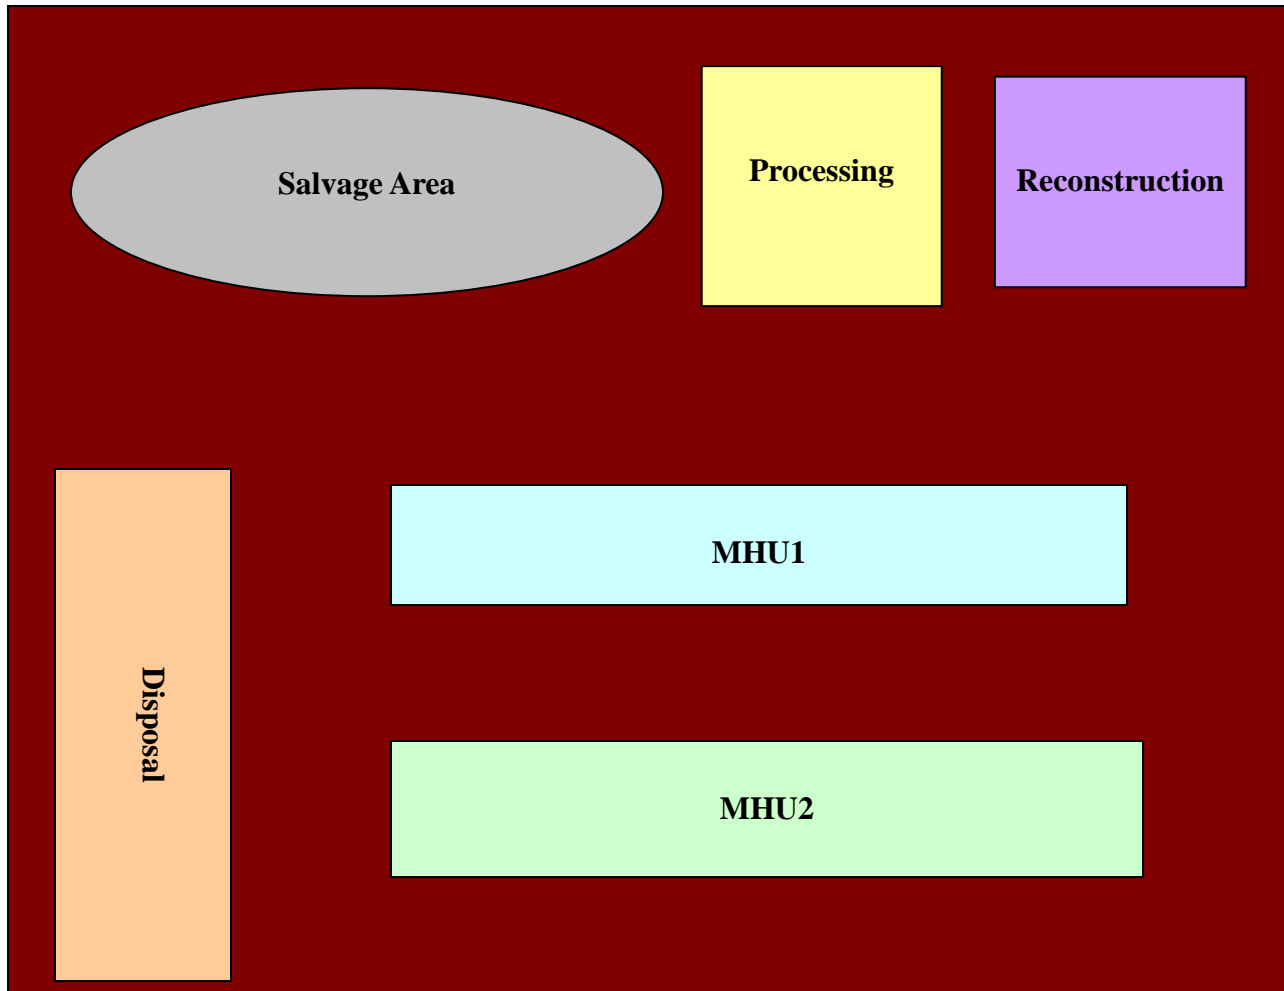 Salvage Area
Processing
Reconstruction
MHU1
Disposal
MHU2